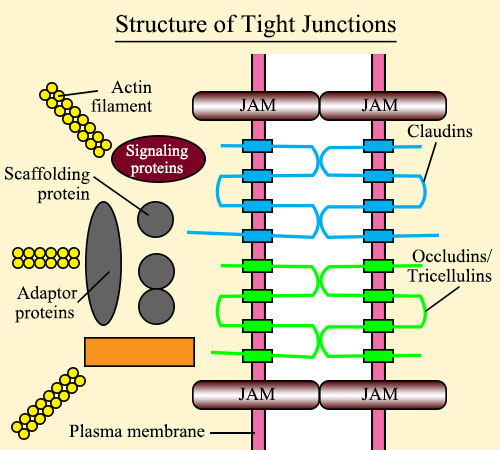 Structure of Tight Junctions
Actin
filament
JAM JAM
Claudins
Signaling
proteins
Scaffolding
protein
Occludins/
Tricellulins
Adaptor
proteins
JAM JAM
Plasma membrane